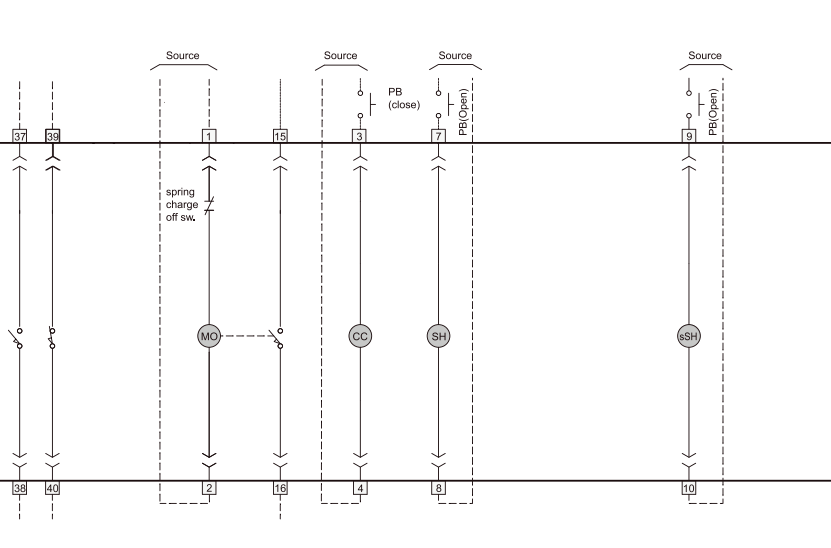 Source
Source
Source
Source
PB
(close)
PB(Open)
PB(Open)
37
39
1
15
3
7
9
spring
charge
off sw.
MO
CC
SH
sSH
38
40
2
16
4
8
10